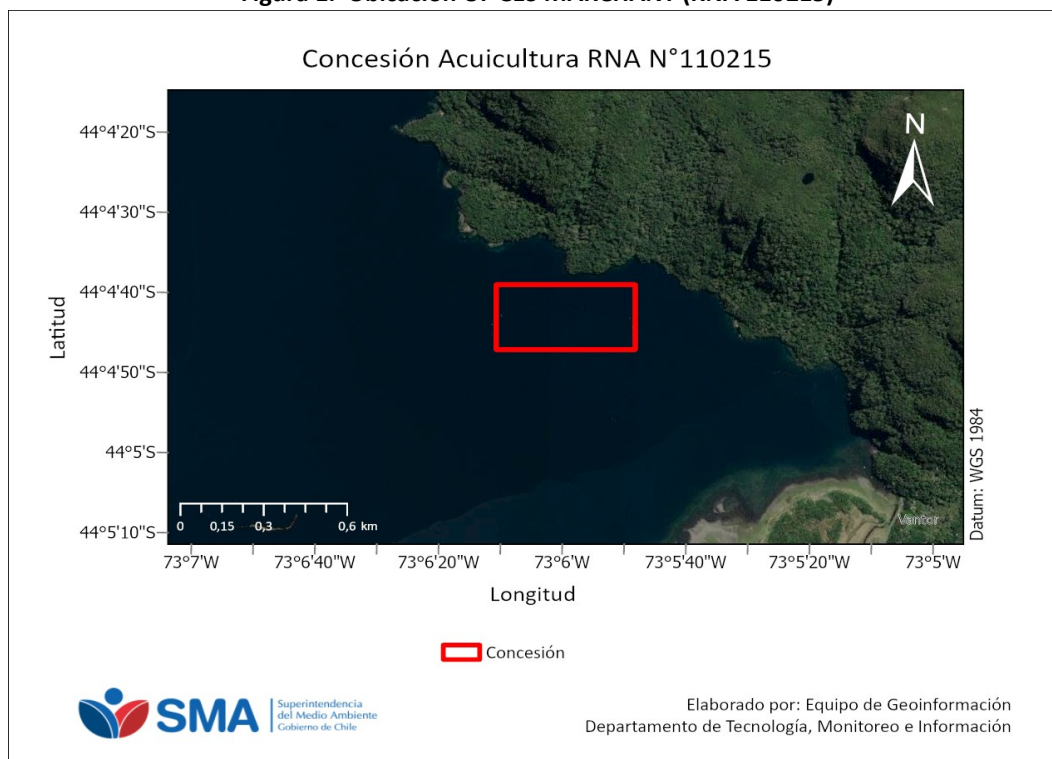 Concesión Acuicultura RNA N°110215
N
Latitud
44°4'20"S
44°4'30"S
44°4'40"S
44°4'50"S
44°5'S
44°5'10"S
0 0,15 0,3 0,6 km
Vantor
Datum: WGS 1984
73°7'W 73°6'40"W 73°6'20"W 73°6'W 73°5'40"W 73°5'20"W 73°5'W
Longitud
Concesión
SMA
Superintendencia
del Medio Ambiente
Gobierno de Chile
Elaborado por: Equipo de Geoinformación
Departamento de Tecnología, Monitoreo e Información